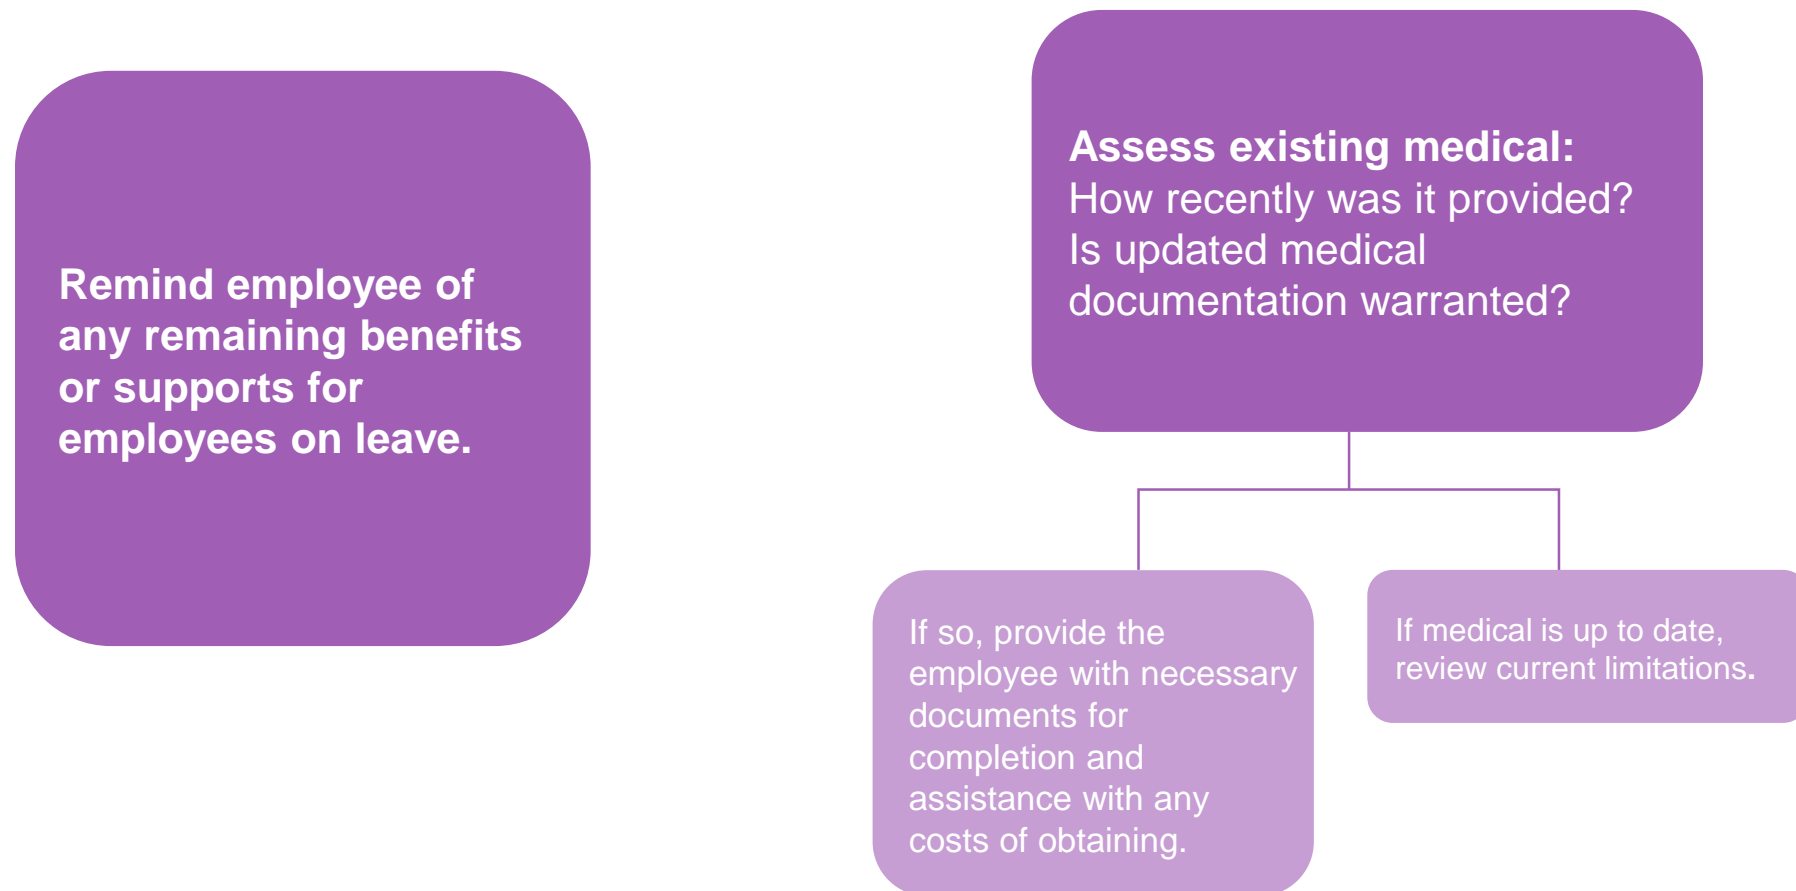 Remind employee of
any remaining benefits
or supports for
employees on leave.
Assess existing medical:
How recently was it provided?
Is updated medical
documentation warranted?
If so, provide the
employee with necessary
documents for
completion and
assistance with any
costs of obtaining.
If medical is up to date,
review current limitations.